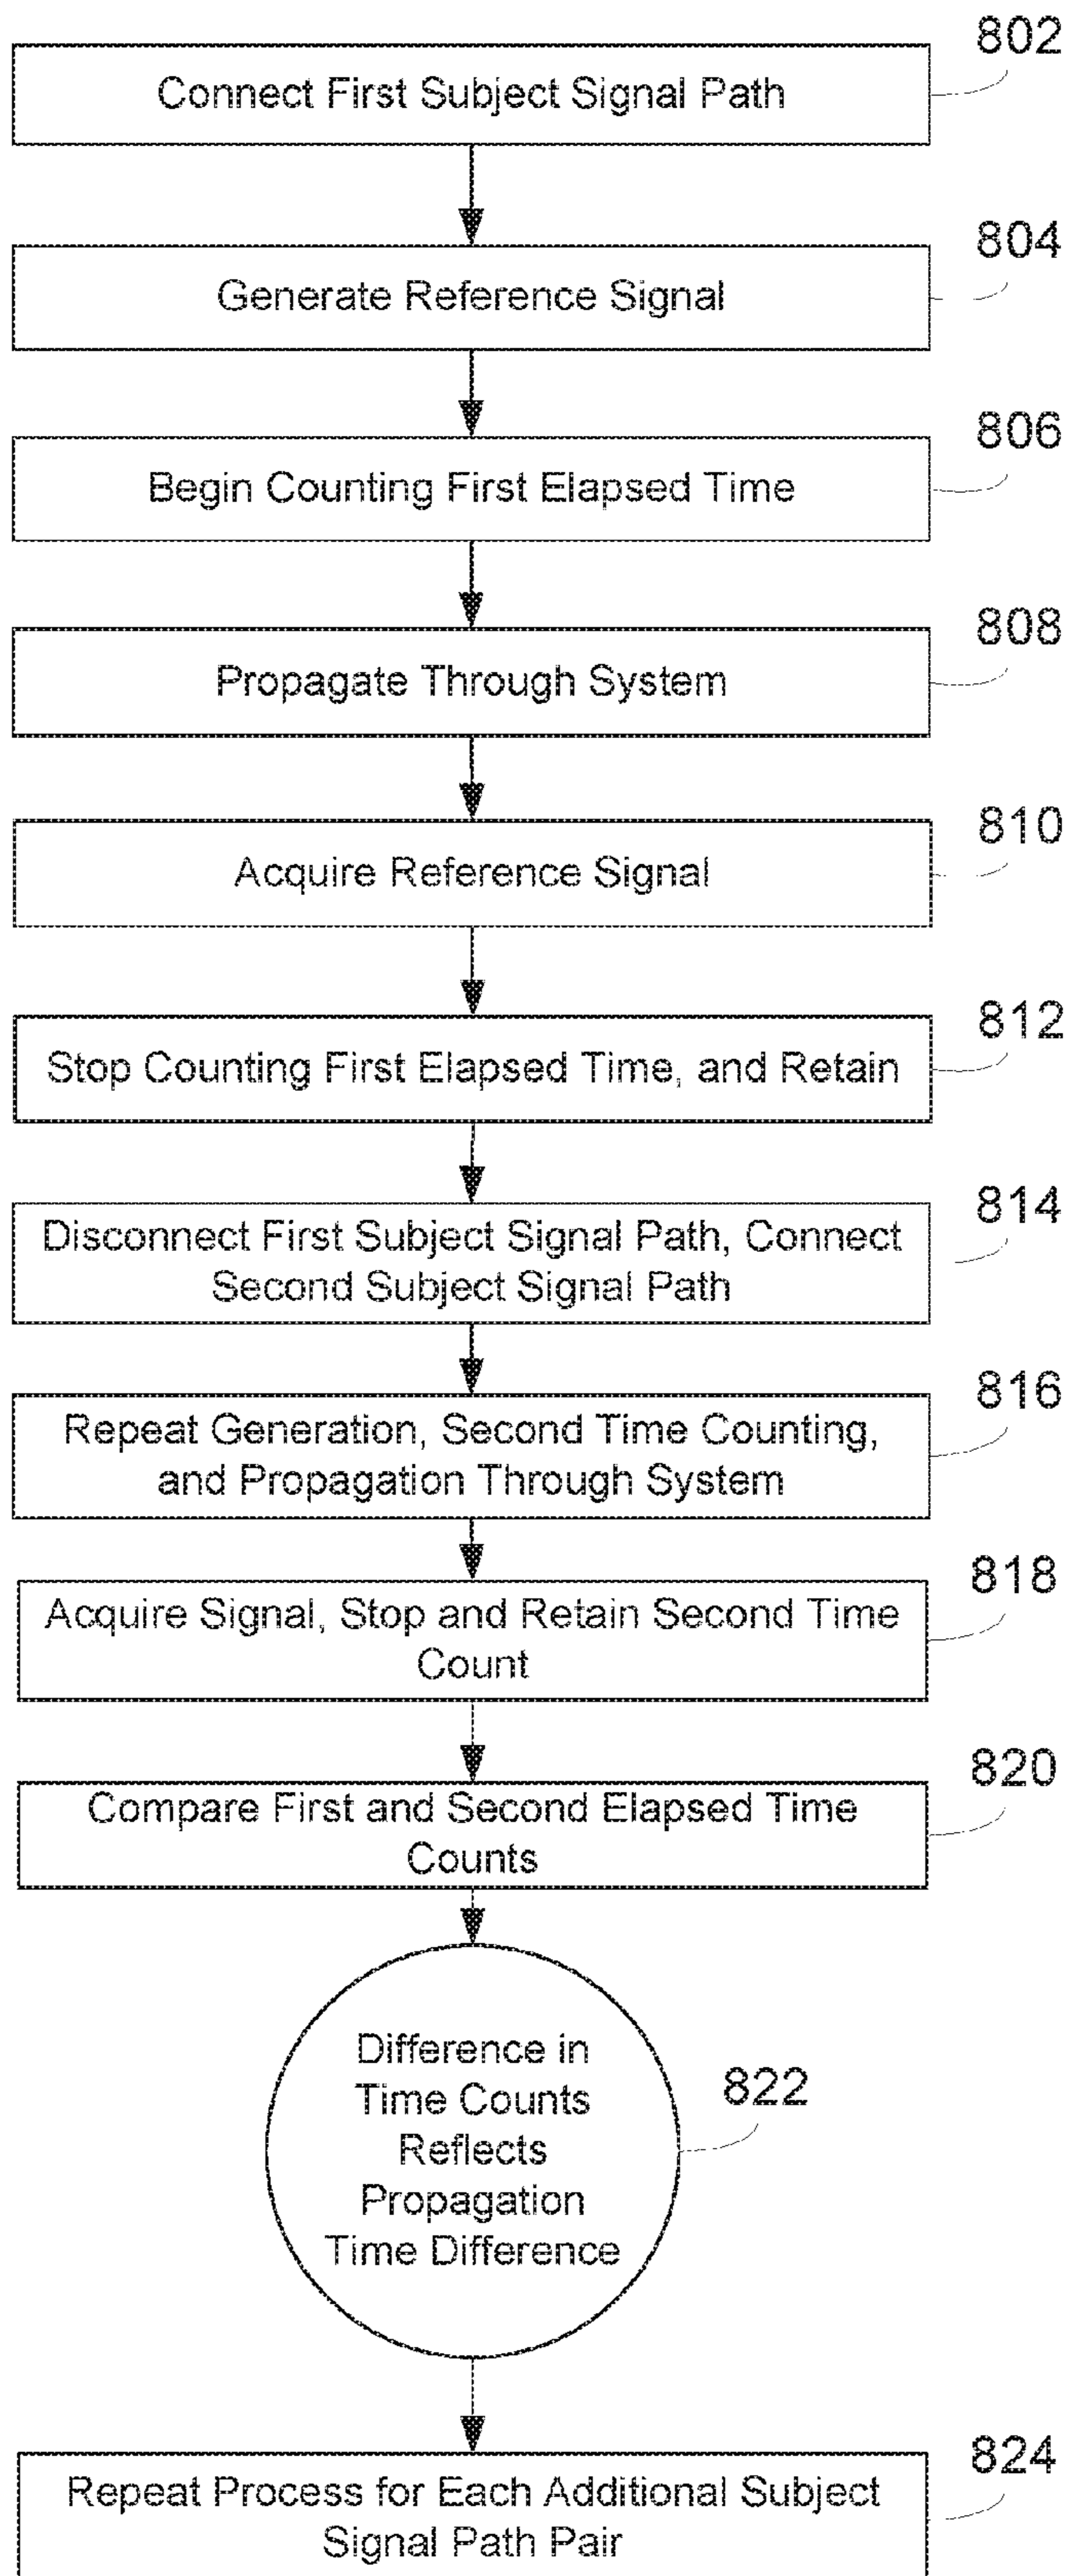 802
Connect First Subject Signal Path
804
Generate Reference Signal
806
Begin Counting First Elapsed Time
808
Propagate Through System
810
Acquire Reference Signal
812
Stop Counting First Elapsed Time, and Retain
814
Disconnect First Subject Signal Path, Connect
Second Subject Signal Path
816
Repeat Generation, Second Time Counting,
and Propagation Through System
818
Acquire Signal, Stop and Retain Second Time
Count
820
Compare First and Second Elapsed Time
Counts
822
Difference in
Time Counts
Reflects
Propagation
Time Difference
824
Repeat Process for Each Additional Subject
Signal Path Pair